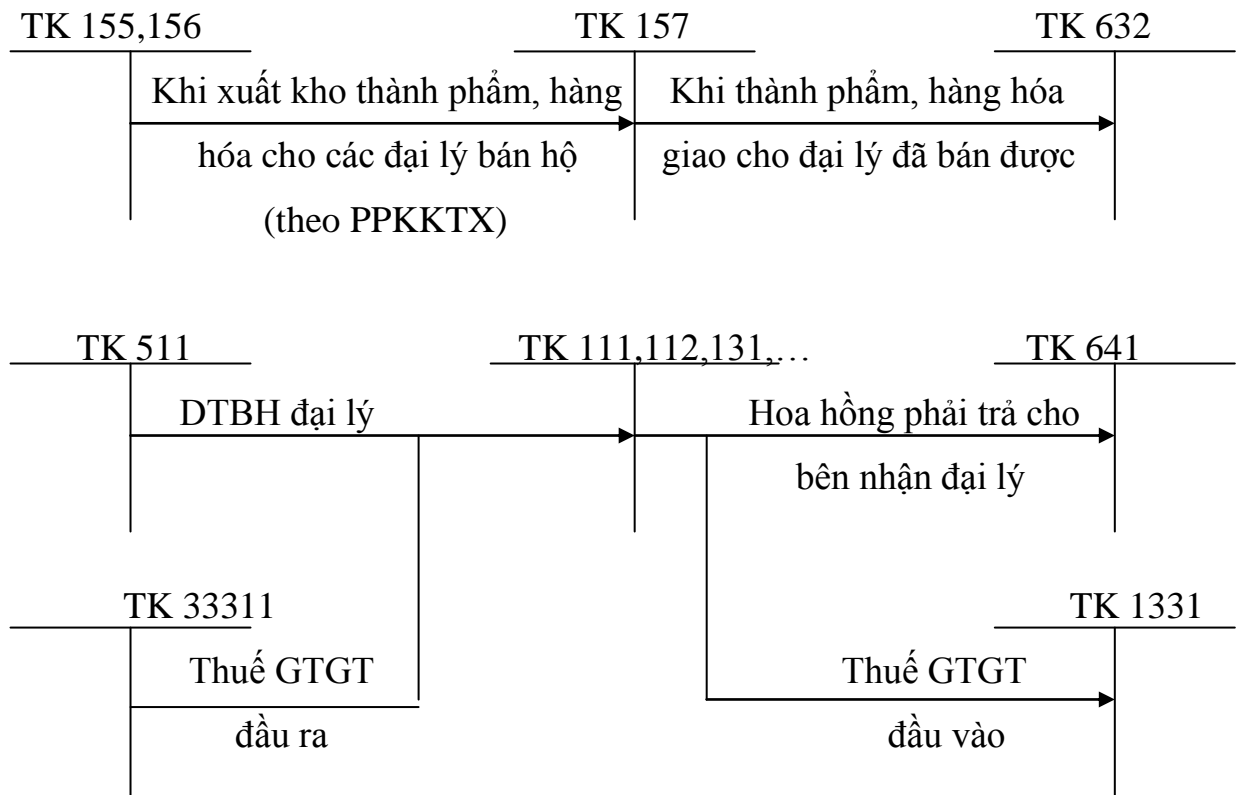 TK 155,156 TK 157 TK 632
Khi xuất kho thành phẩm, hàng Khi thành phẩm, hàng hóa
hóa cho các đại lý bán hộ giao cho đại lý đã bán được
(theo PPKKTX)
TK 511 TK 111,112,131,… TK 641
DTBH đại lý Hoa hồng phải trả cho
bên nhận đại lý
TK 33311 TK 1331
Thuế GTGT Thuế GTGT
đầu ra đầu vào